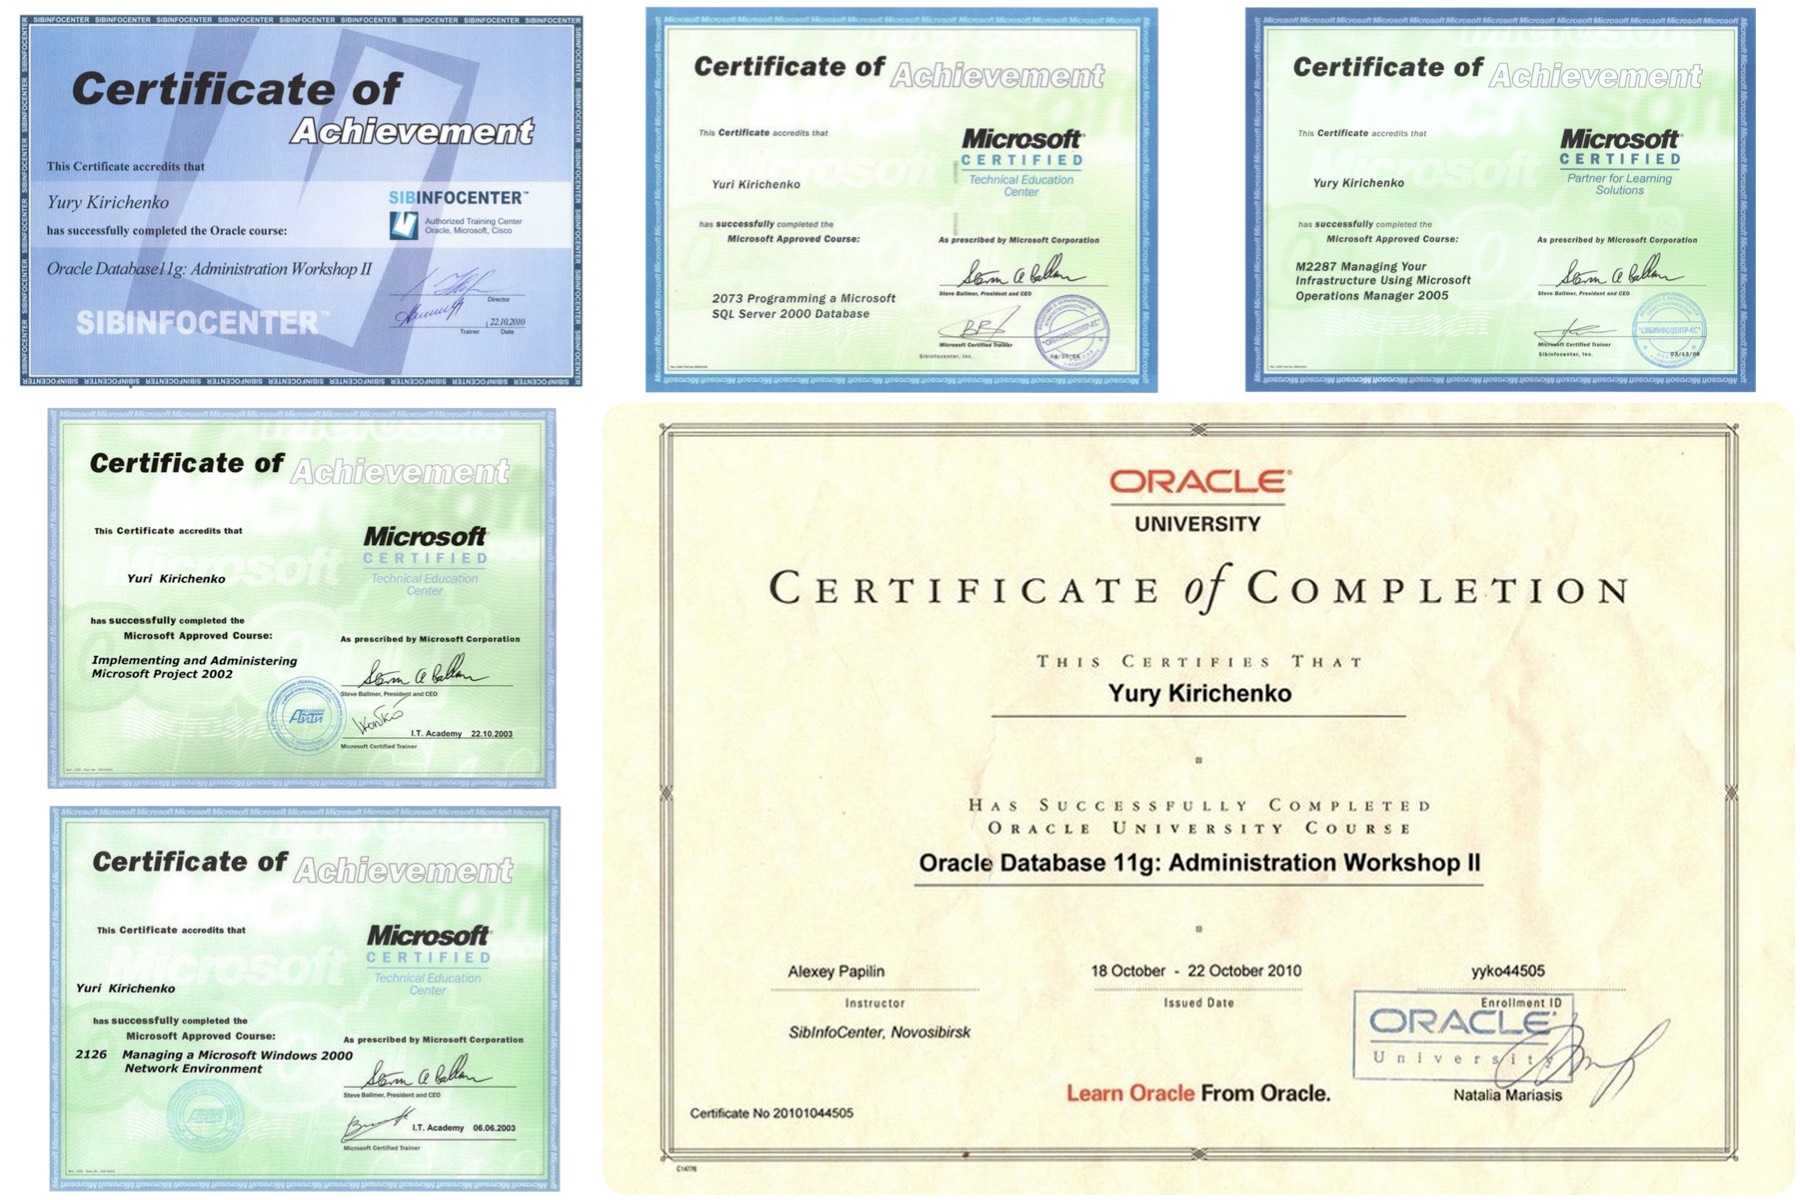 Certificate of
Achievement
This Certificate accredits that
Yury Kirichenko
has successfully completed the Oracle course:
Oracle Database11g: Administration Workshop II
SIBINFOCENTER™
Authorized Training Center
Oracle, Microsoft, Cisco
Director
22.10.2010
Trainer Date
SIBINFOCENTER™
Certificate of Achievement
This Certificate accredits that
Microsoft
CERTIFIED
Technical Education
Center
Yuri Kirichenko
has successfully completed the
Microsoft Approved Course:
As prescribed by Microsoft Corporation
Steve Ballmer, President and CEO
2073 Programming a Microsoft
SQL Server 2000 Database
Microsoft Certified Trainer
Sibinfocenter, Inc.
Certificate of Achievement
This Certificate accredits that
Microsoft
CERTIFIED
Partner for Learning
Solutions
Yury Kirichenko
has successfully completed the
Microsoft Approved Course:
As prescribed by Microsoft Corporation
M2287 Managing Your
Infrastructure Using Microsoft
Operations Manager 2005
Steve Ballmer, President and CEO
Microsoft Certified Trainer
Sibinfocenter, Inc.
"СИБИНФОЦЕНТР-КС"
Certificate of Achievement
This Certificate accredits that
Microsoft
CERTIFIED
Technical Education
Center
Yuri Kirichenko
has successfully completed the
Microsoft Approved Course:
As prescribed by Microsoft Corporation
Implementing and Administering
Microsoft Project 2002
Steve Ballmer, President and CEO
АйТи
I.T. Academy 22.10.2003
Microsoft Certified Trainer
Certificate of Achievement
This Certificate accredits that
Microsoft
CERTIFIED
Technical Education
Center
Yuri Kirichenko
has successfully completed the
Microsoft Approved Course:
As prescribed by Microsoft Corporation
2126 Managing a Microsoft Windows 2000
Network Environment
Steve Ballmer, President and CEO
I.T. Academy 06.06.2003
Microsoft Certified Trainer
ORACLE®
UNIVERSITY
CERTIFICATE of COMPLETION
THIS CERTIFIES THAT
Yury Kirichenko
HAS SUCCESSFULLY COMPLETED
ORACLE UNIVERSITY COURSE
Oracle Database 11g: Administration Workshop II
Alexey Papilin
18 October - 22 October 2010
yyko44505
Instructor
Issued Date
Enrollment ID
SibInfoCenter, Novosibirsk
ORACLE
University
Learn Oracle From Oracle.
Natalia Mariasis
Certificate No 20101044505